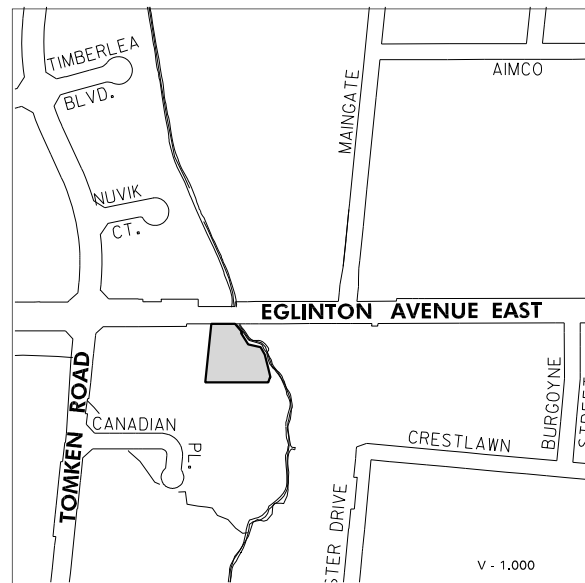 TIMBERLEA
BLVD.
AIMCO
MAINGATE
NUVIK
CT.
EGLINTON AVENUE EAST
TOMKEN ROAD
CANADIAN
PL.
CRESTLAWN
BURGOYNE
STREET
STER DRIVE
V - 1.000